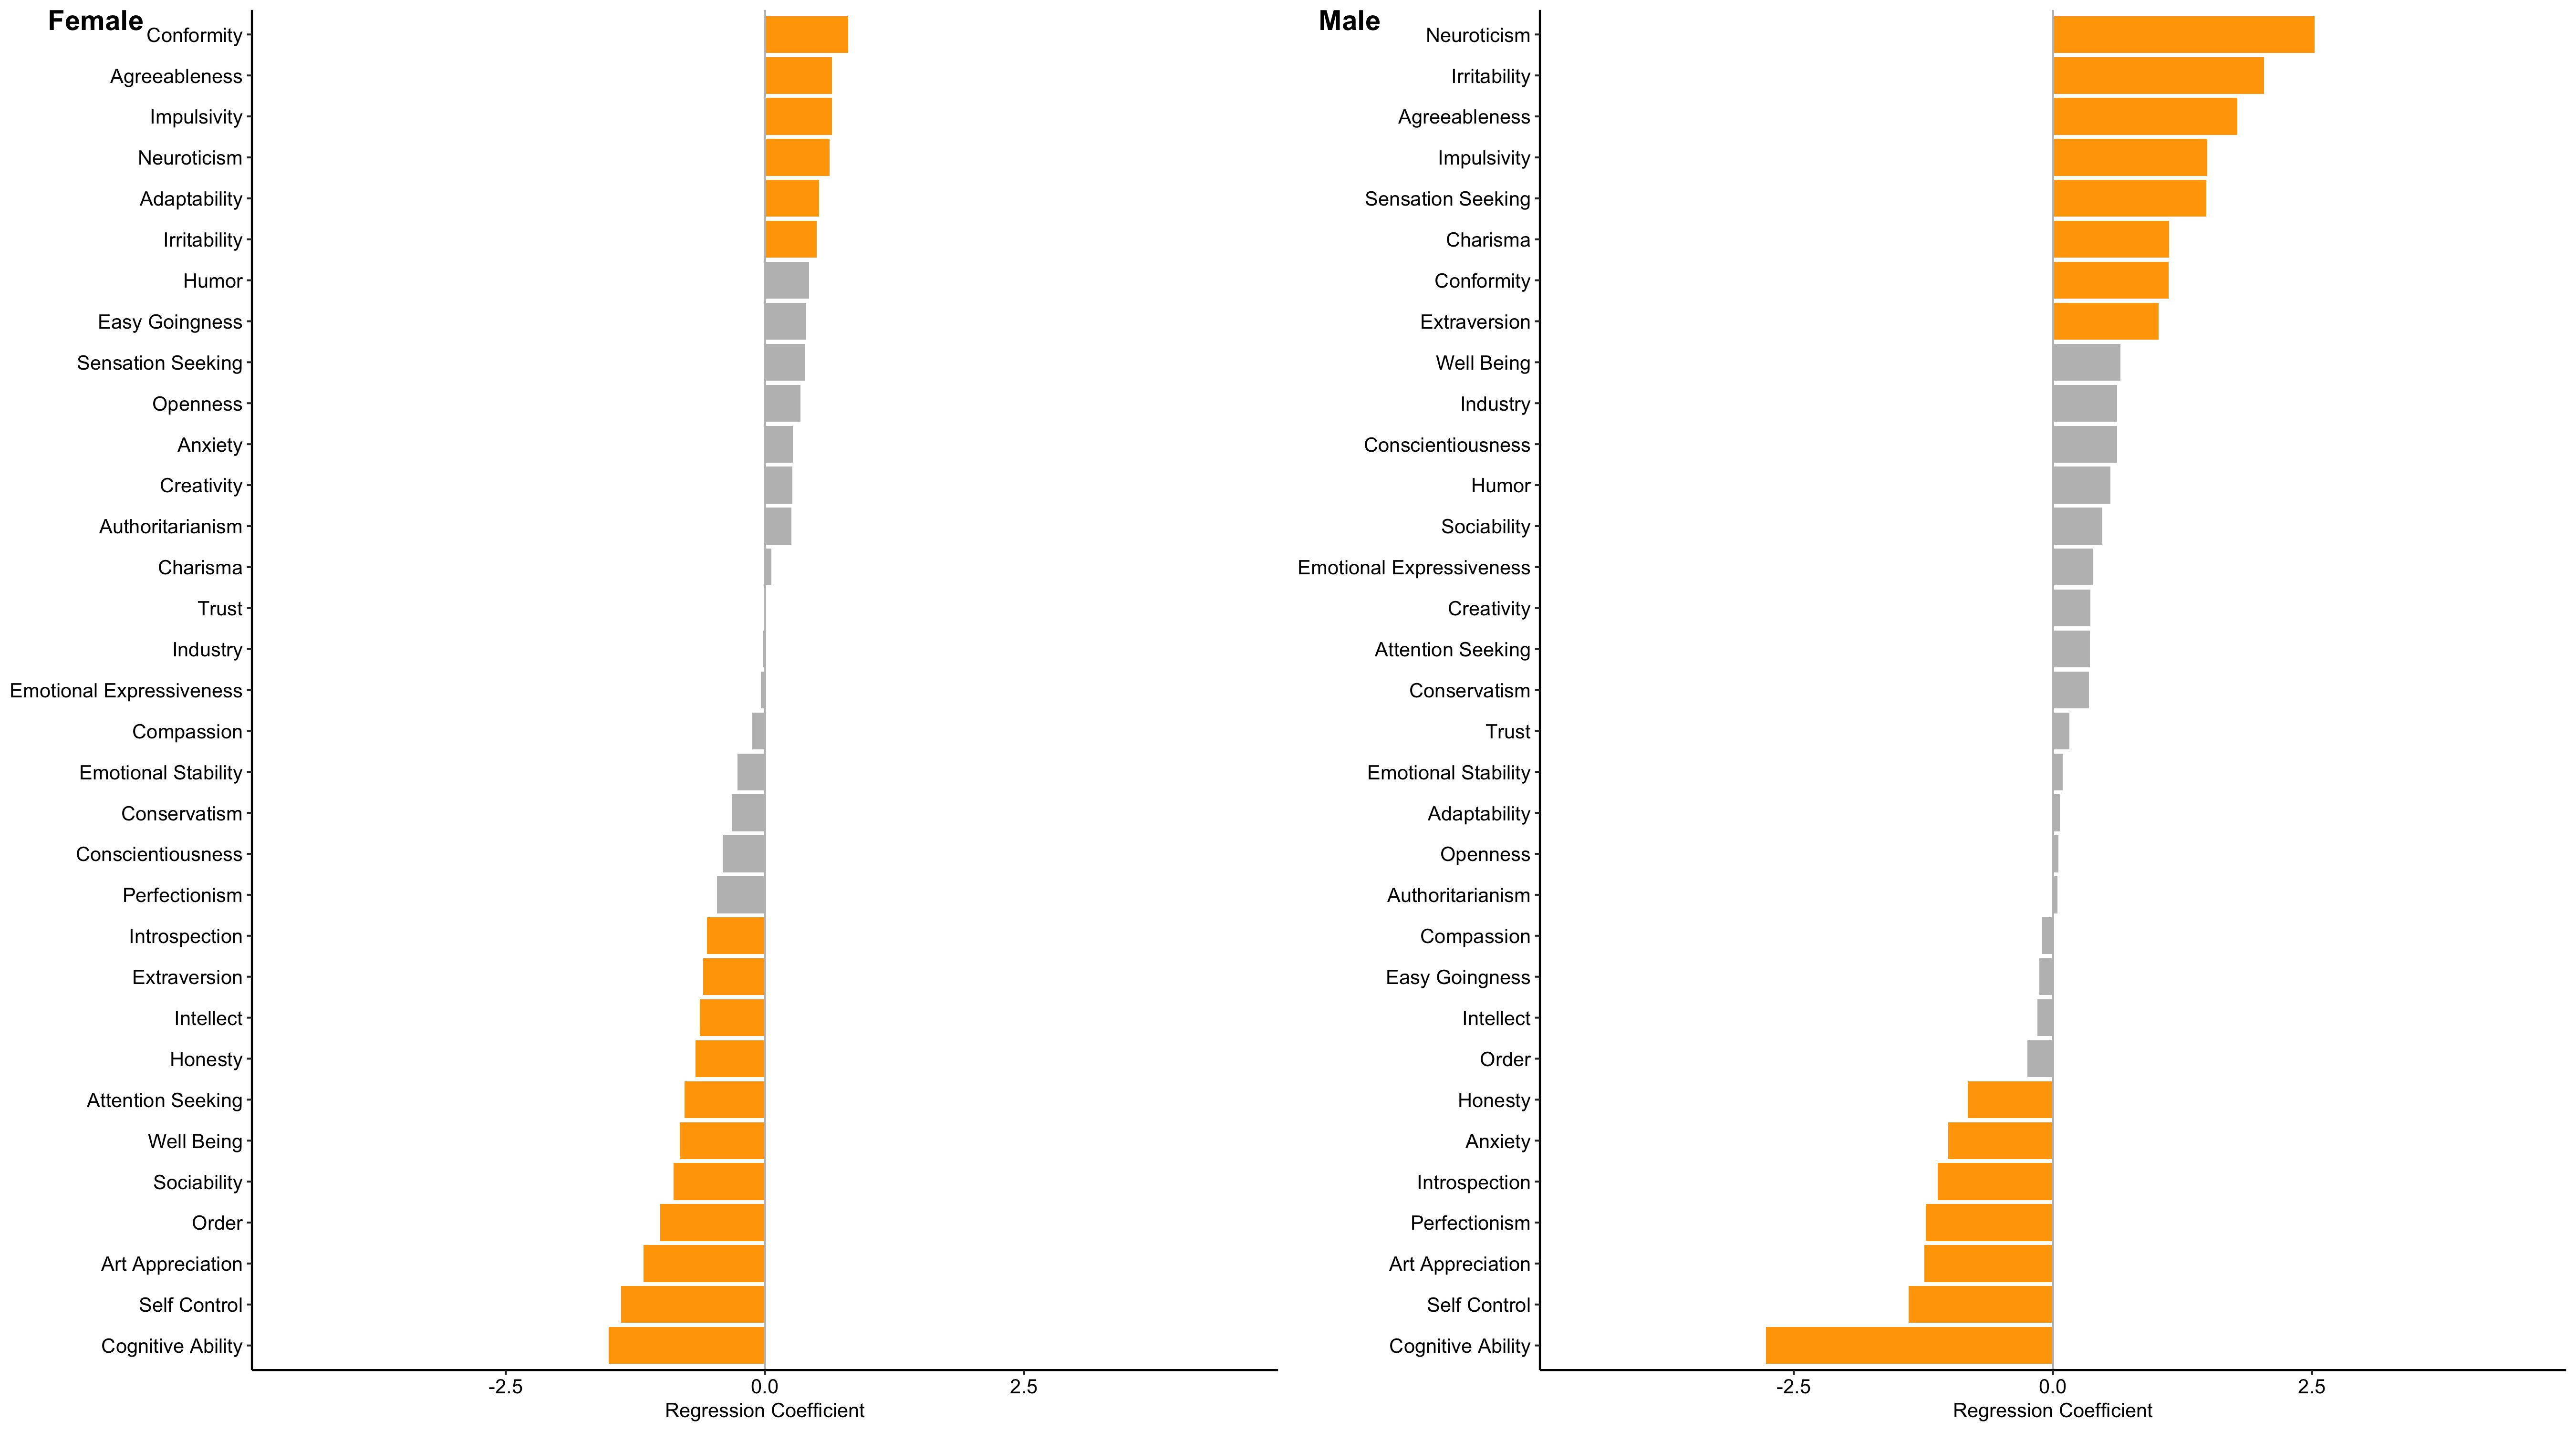 Female
Conformity
Agreeableness
Impulsivity
Neuroticism
Adaptability
Irritability
Humor
Easy Goingness
Sensation Seeking
Openness
Anxiety
Creativity
Authoritarianism
Charisma
Trust
Industry
Emotional Expressiveness
Compassion
Emotional Stability
Conservatism
Conscientiousness
Perfectionism
Introspection
Extraversion
Intellect
Honesty
Attention Seeking
Well Being
Sociability
Order
Art Appreciation
Self Control
Cognitive Ability
-2.5 0.0 2.5
Regression Coefficient
Male
Neuroticism
Irritability
Agreeableness
Impulsivity
Sensation Seeking
Charisma
Conformity
Extraversion
Well Being
Industry
Conscientiousness
Humor
Sociability
Emotional Expressiveness
Creativity
Attention Seeking
Conservatism
Trust
Emotional Stability
Adaptability
Openness
Authoritarianism
Compassion
Easy Goingness
Intellect
Order
Honesty
Anxiety
Introspection
Perfectionism
Art Appreciation
Self Control
Cognitive Ability
-2.5 0.0 2.5
Regression Coefficient